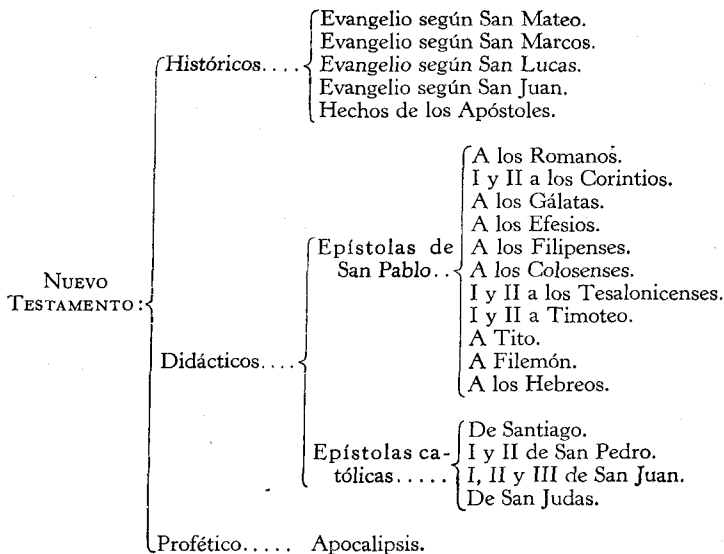 NUEVO
TESTAMENTO:
Históricos....
Evangelio según San Mateo.
Evangelio según San Marcos.
Evangelio según San Lucas.
Evangelio según San Juan.
Hechos de los Apóstoles.
Didácticos....
Epístolas de
San Pablo..
A los Romanos.
I y II a los Corintios.
A los Gálatas.
A los Efesios.
A los Filipenses.
A los Colosenses.
I y II a los Tesalonicenses.
I y II a Timoteo.
A Tito.
A Filemón.
A los Hebreos.
Epístolas ca-
tólicas.....
De Santiago.
I y II de San Pedro.
I, II y III de San Juan.
De San Judas.
Profético..... Apocalipsis.